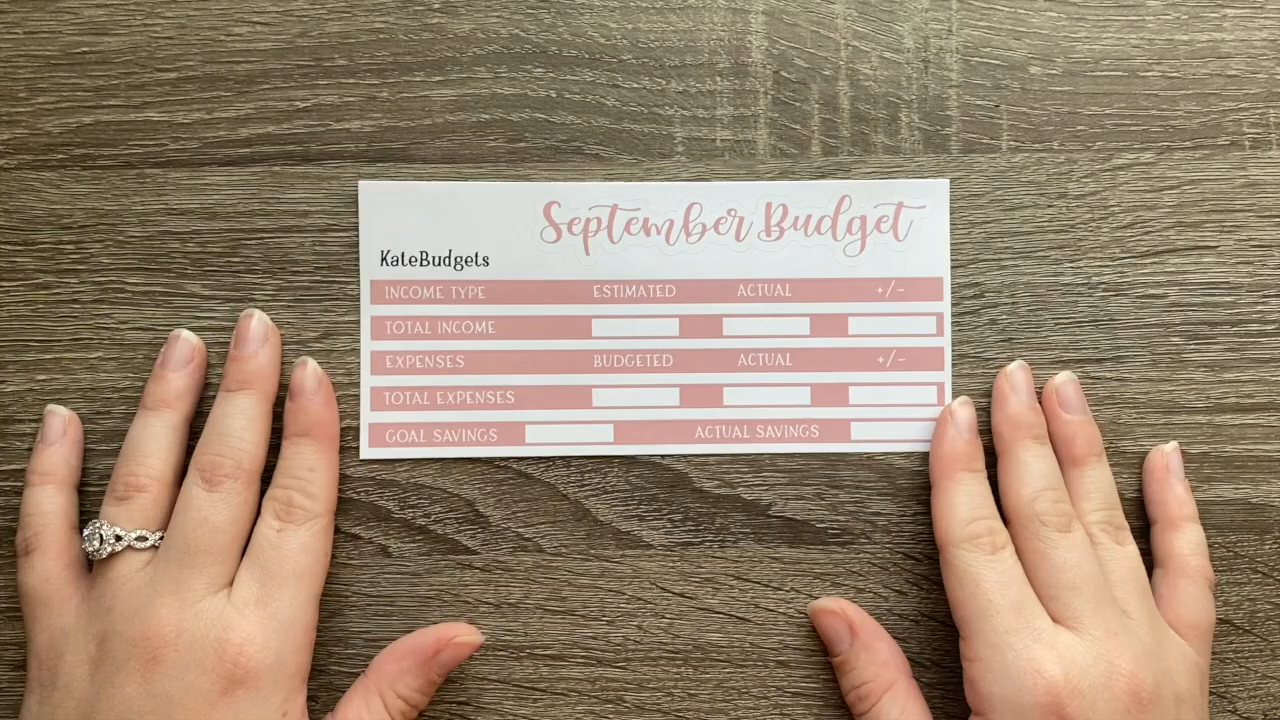 September Budget
KateBudgets
INCOME TYPE ESTIMATED ACTUAL +/-
TOTAL INCOME
EXPENSES BUDGETED ACTUAL +/-
TOTAL EXPENSES
GOAL SAVINGS ACTUAL SAVINGS